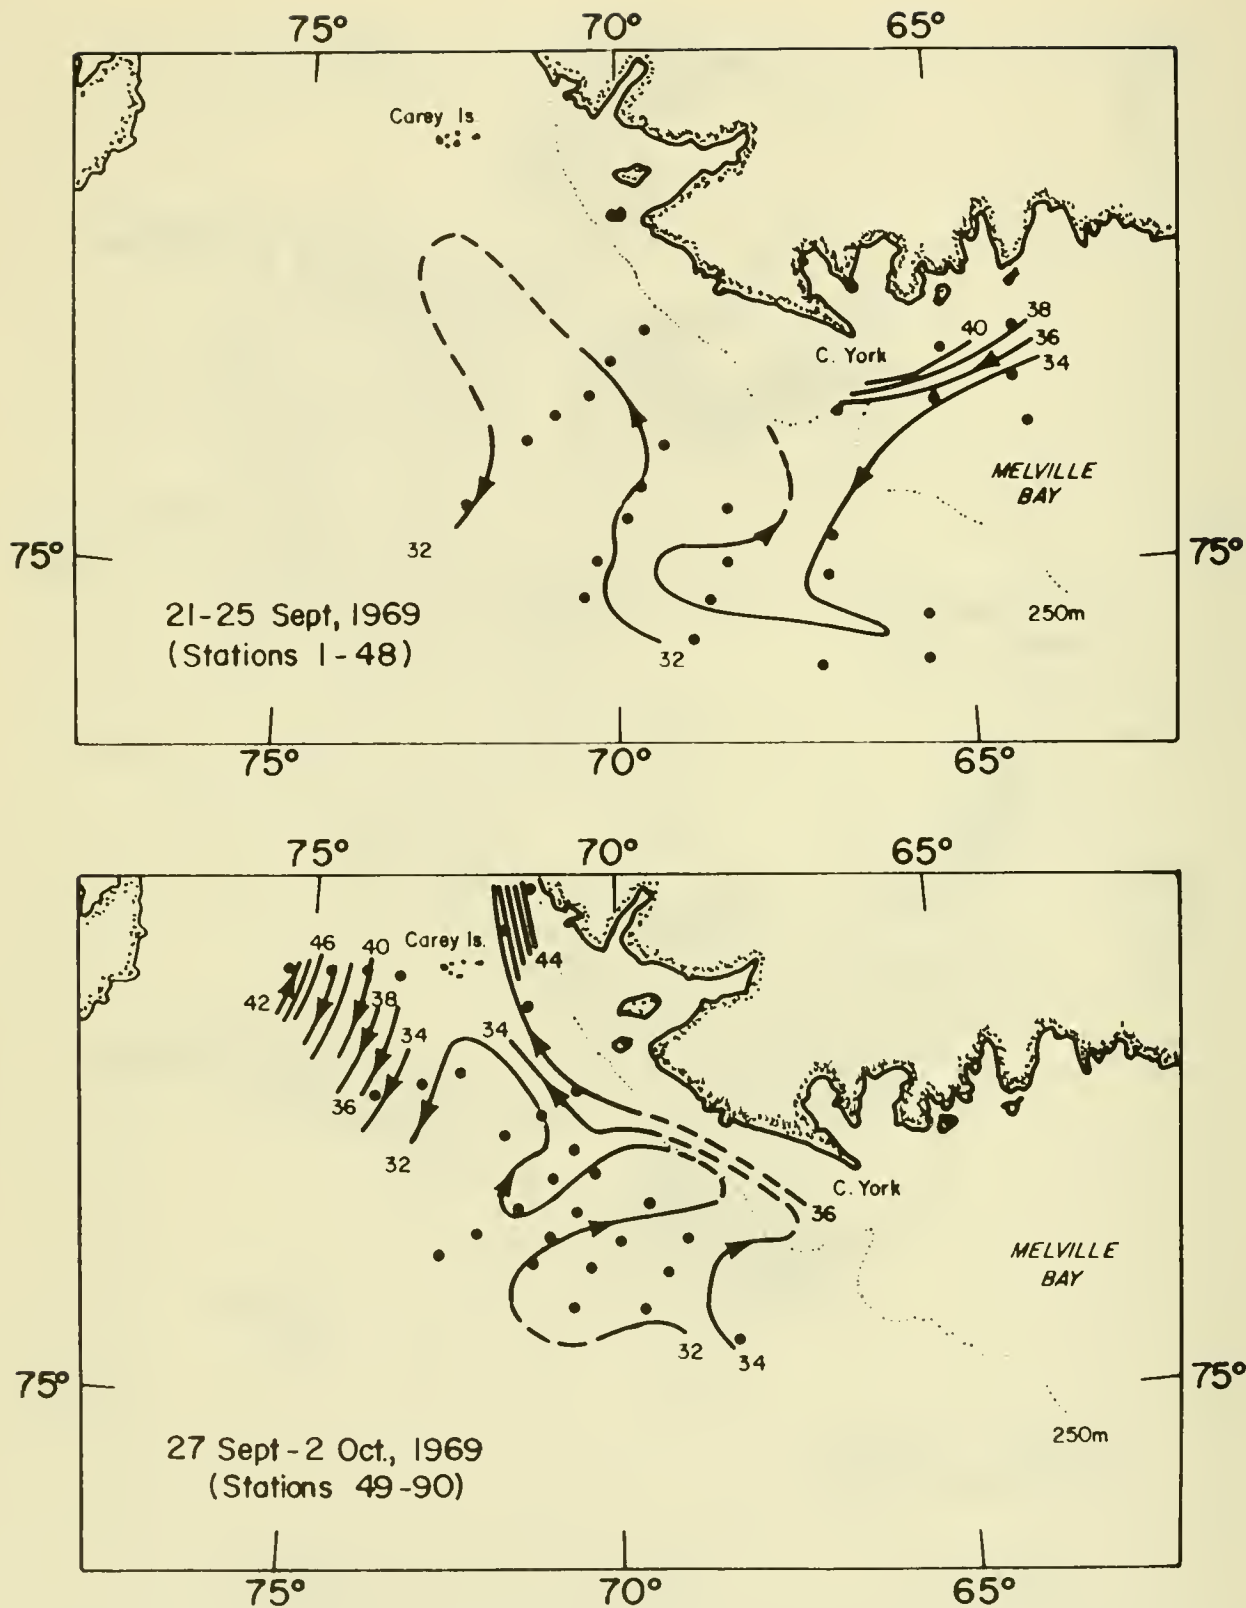 75° 70° 65°
Carey Is.
40 38
36
34
C. York
MELVILLE
BAY
32
75° 75°
21-25 Sept, 1969
(Stations 1-48)
250m
32
75° 70° 65°
75° 70° 65°
46 40 Carey Is.
44
42 38 34 34
36
32
C. York
36
MELVILLE
BAY
32 34
75° 75°
250m
27 Sept-2 Oct., 1969
(Stations 49-90)
75° 70° 65°